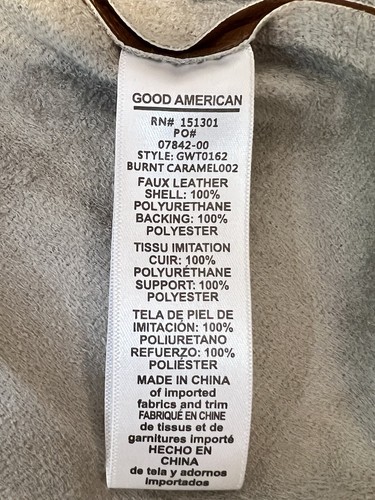 GOOD AMERICAN
RN# 151301
PO#
07842-00
STYLE: GWT0162
BURNT CARAMEL002
FAUX LEATHER
SHELL: 100%
POLYURETHANE
BACKING: 100%
POLYESTER
TISSU IMITATION
CUIR: 100%
POLYURÉTHANE
SUPPORT: 100%
POLYESTER
TELA DE PIEL DE
IMITACIÓN: 100%
POLIURETANO
REFUERZO: 100%
POLIÉSTER
MADE IN CHINA
of imported
fabrics and trim
FABRIQUÉ EN CHINE
de tissus et de
garnitures importé
HECHO EN
CHINA
de tela y adornos
importados